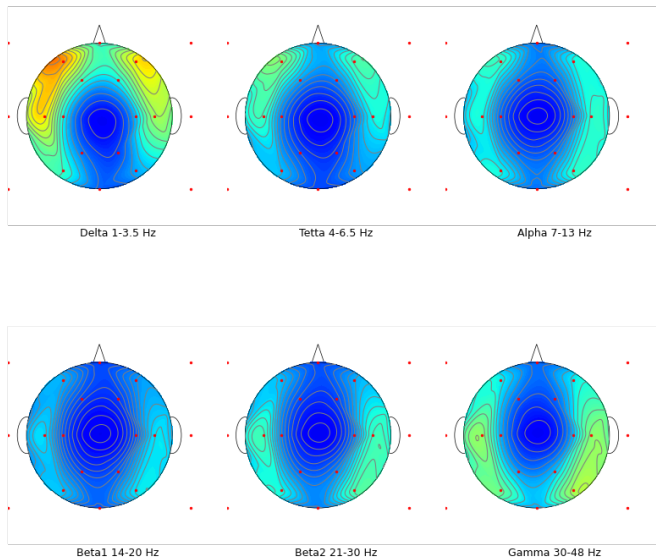 Delta 1-3.5 Hz
Tetta 4-6.5 Hz
Alpha 7-13 Hz
Beta1 14-20 Hz
Beta2 21-30 Hz
Gamma 30-48 Hz